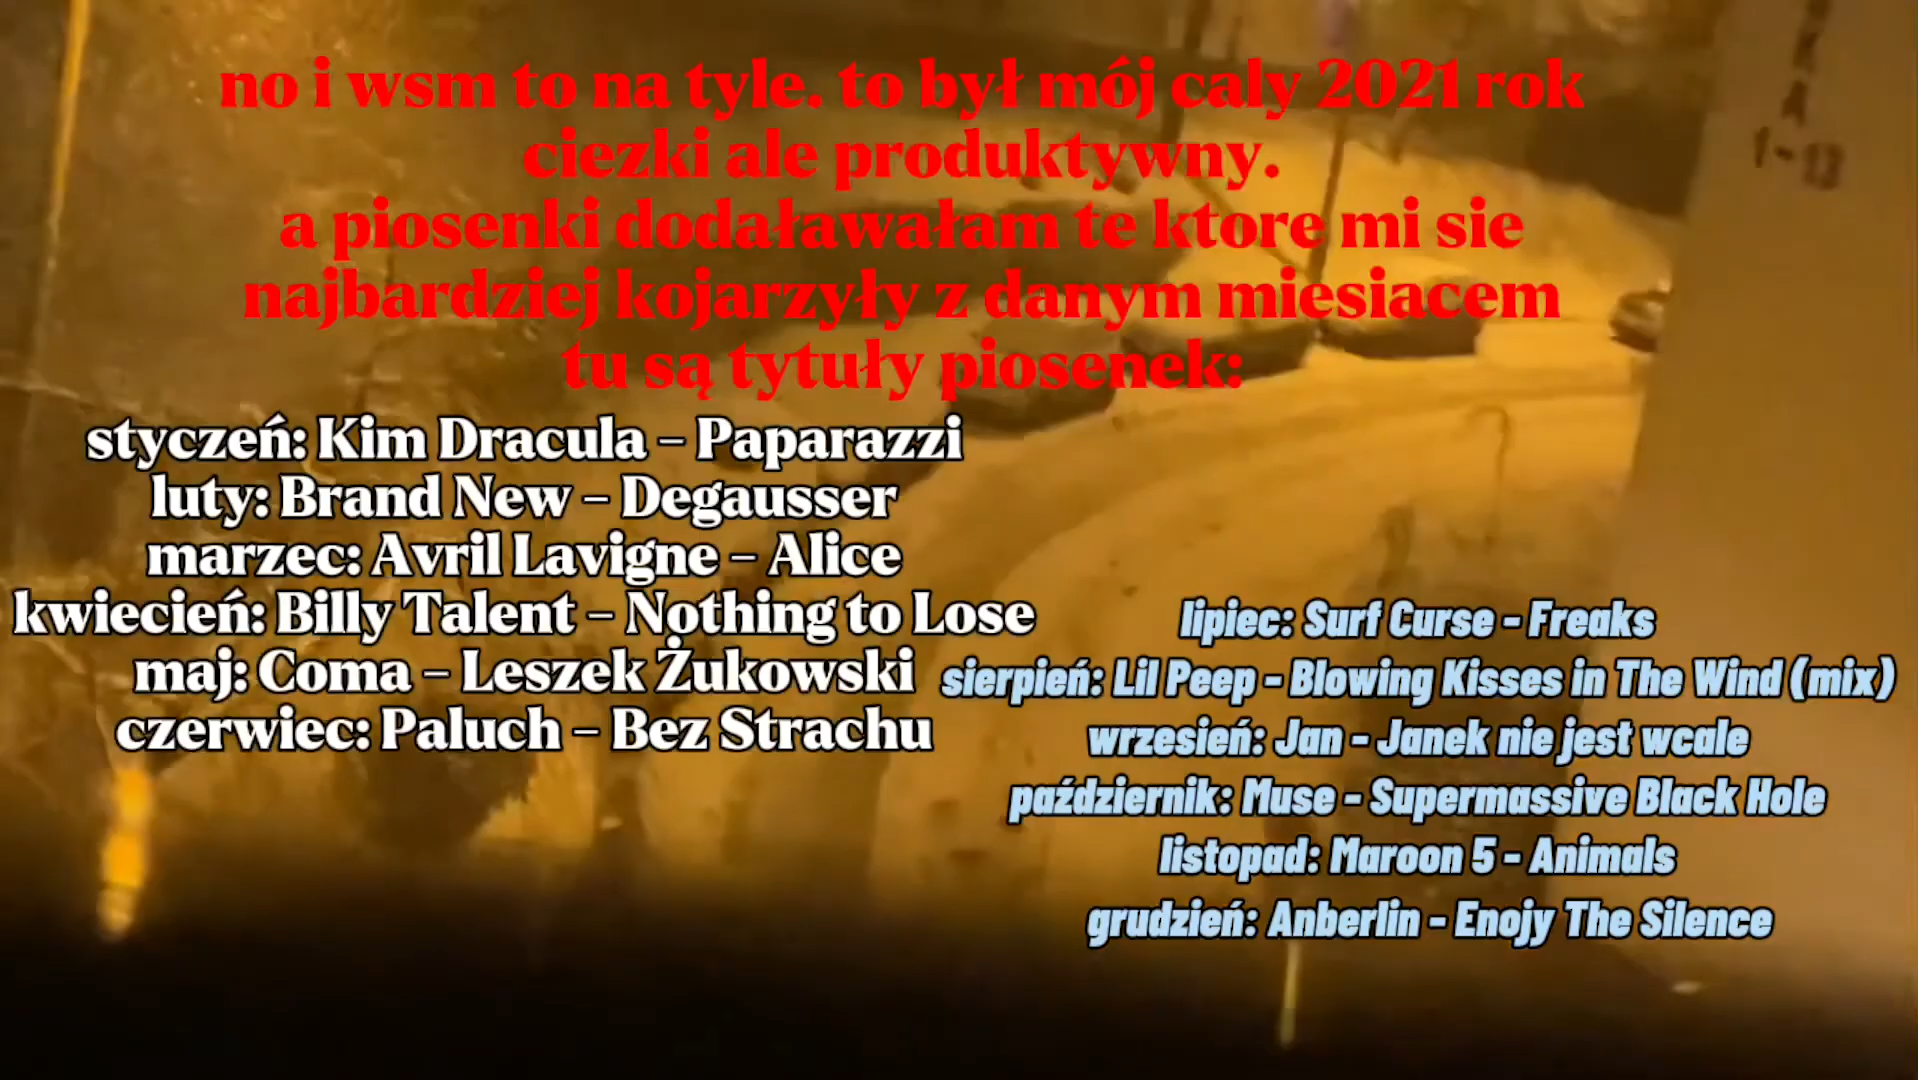 no i wsm to na tyle. to był mój caly 2021 rok
ciezki ale produktywny.
a piosenki dodaławałam te ktore mi sie
najbardziej kojarzyły z danym miesiacem
tu są tytuły piosenek:
styczeń: Kim Dracula – Paparazzi
luty: Brand New – Degausser
marzec: Avril Lavigne – Alice
kwiecień: Billy Talent – Nothing to Lose
maj: Coma – Leszek Żukowski
czerwiec: Paluch – Bez Strachu
lipiec: Surf Curse - Freaks
sierpień: Lil Peep - Blowing Kisses in The Wind (mix)
wrzesień: Jan - Janek nie jest wcale
październik: Muse - Supermassive Black Hole
listopad: Maroon 5 - Animals
grudzień: Anberlin - Enojy The Silence
1-13